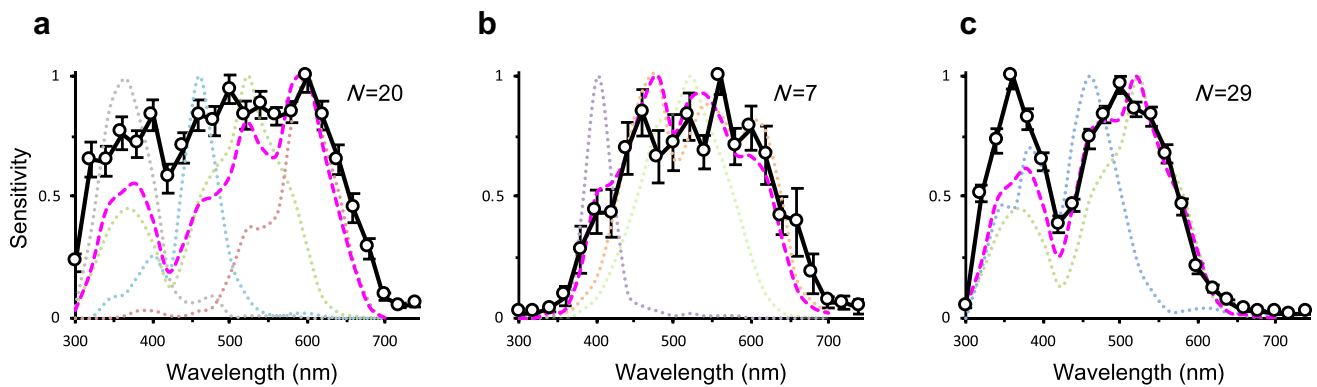 a b c
1 1 1
N=20 N=7 N=29
0.5 0.5 0.5
Sensitivity
0 0 0
300 400 500 600 700 300 400 500 600 700 300 400 500 600 700
Wavelength (nm) Wavelength (nm) Wavelength (nm)